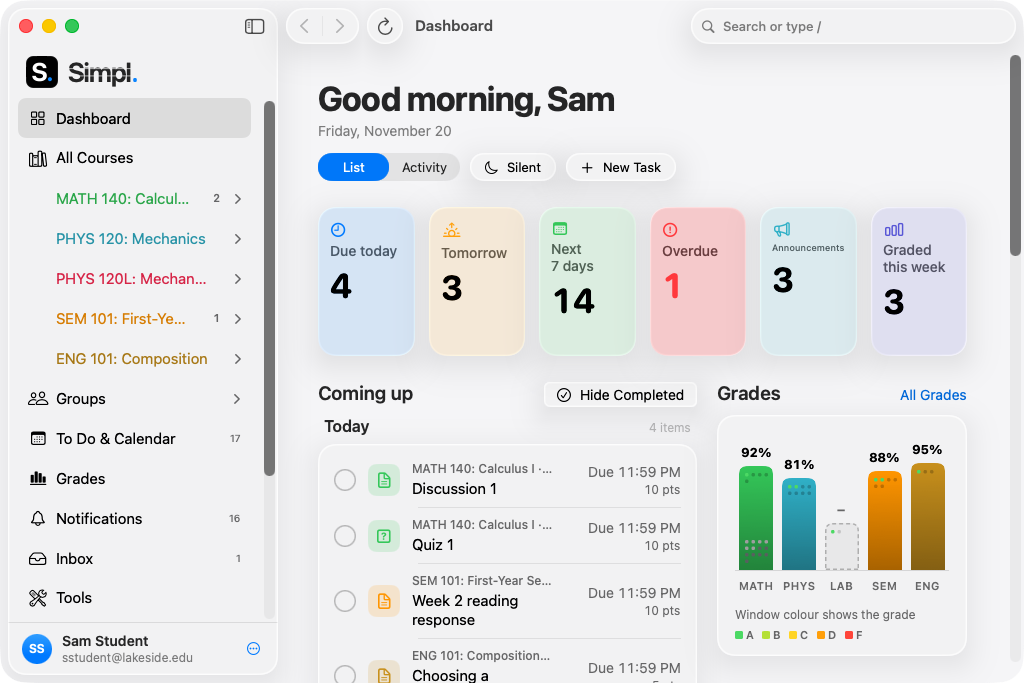 Dashboard
Search or type /
S.
Simpl.
Dashboard
All Courses
MATH 140: Calcul... 2
PHYS 120: Mechanics
PHYS 120L: Mechan...
SEM 101: First-Ye... 1
ENG 101: Composition
Groups
To Do & Calendar 17
Grades
Notifications 16
Inbox 1
Tools
SS
Sam Student
sstudent@lakeside.edu
Good morning, Sam
Friday, November 20
List Activity Silent + New Task
Due today
4
Tomorrow
3
Next
7 days
14
Overdue
1
Announcements
3
Graded
this week
3
Coming up
Hide Completed
Today
4 items
MATH 140: Calculus I ·...
Discussion 1
Due 11:59 PM
10 pts
MATH 140: Calculus I ·...
Quiz 1
Due 11:59 PM
10 pts
SEM 101: First-Year Se...
Week 2 reading
response
Due 11:59 PM
10 pts
ENG 101: Composition...
Choosing a
Due 11:59 PM
Grades
All Grades
92% 81% – 88% 95%
MATH PHYS LAB SEM ENG
Window colour shows the grade
A B C D F